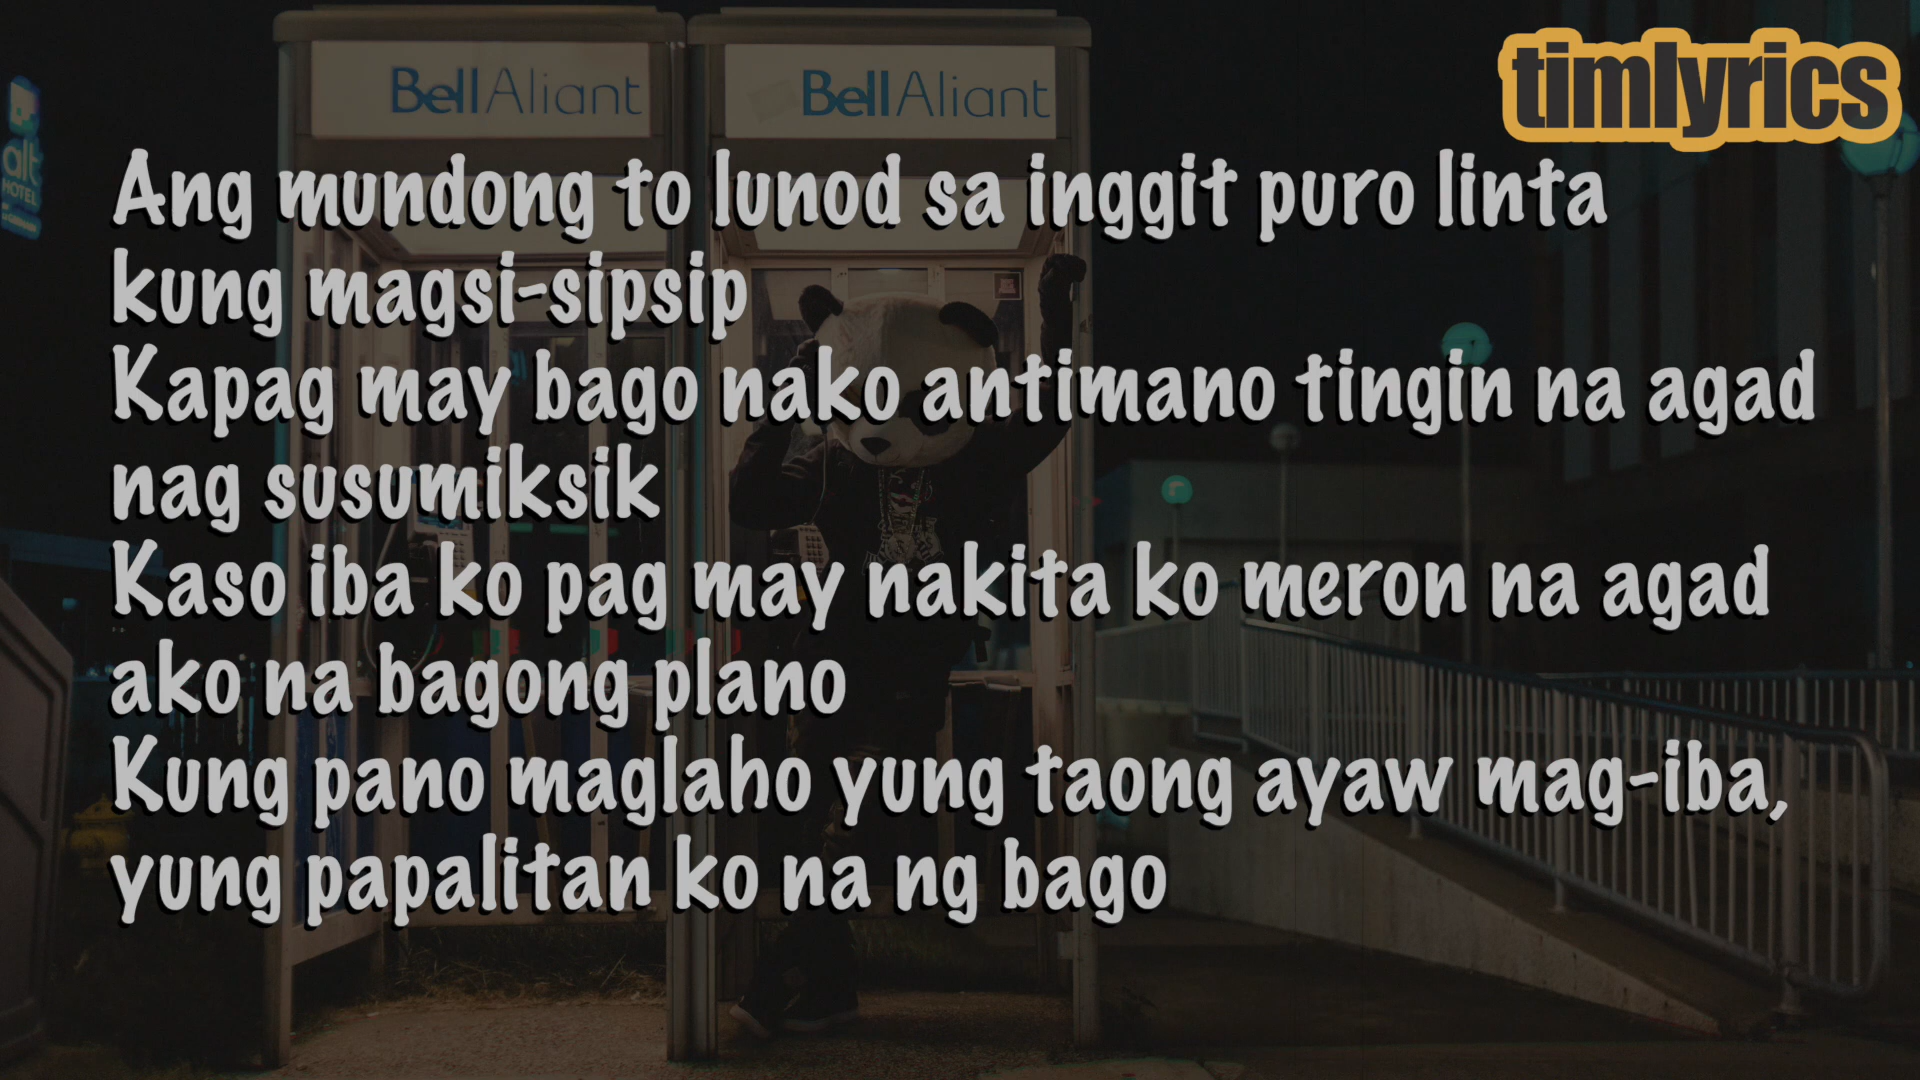 BellAliant
BellAliant
timlyrics
alt
HOTEL
Ang mundong to lunod sa inggit puro linta
kung magsi-sipsip
Kapag may bago nako antimano tingin na agad
nag susumiksik
Kaso iba ko pag may nakita ko meron na agad
ako na bagong plano
Kung pano maglaho yung taong ayaw mag-iba,
yung papalitan ko na ng bago